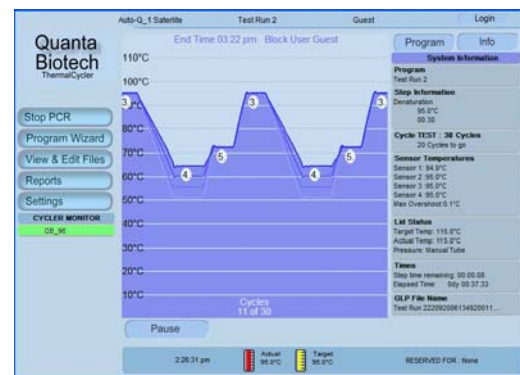 Auto-Q_1 Saterlite Test Run 2 Guest Login
Quanta
Biotech
ThermalCycler
Stop PCR
Program Wizard
View & Edit Files
Reports
Settings
CYCLER MONITOR
QB_96
End Time 03:22 pm Block User Guest
110°C
100°C
80°C
70°C
60°C
50°C
40°C
30°C
20°C
10°C
3
4
5
3
4
5
3
Cycles
11 of 30
Pause
Program Info
System Information
Program
Test Run 2
Step Information
Denaturation
95.0°C
00.30
Cycle TEST : 30 Cycles
20 Cycles to go
Sensor Temperatures
Sensor 1: 94.9°C
Sensor 2: 95.0°C
Sensor 3: 95.0°C
Sensor 4: 95.0°C
Max Overshoot 0.1°C
Lid Status
Target Temp: 115.0°C
Actual Temp: 115.0°C
Pressure: Manual Tube
Times
Step time remaining: 00.00.08
Elapsed Time: 0dy 00.37.33
GLP File Name
2:26:31 pm
Actual
95.0°C
Target
95.0°C
RESERVED FOR : None